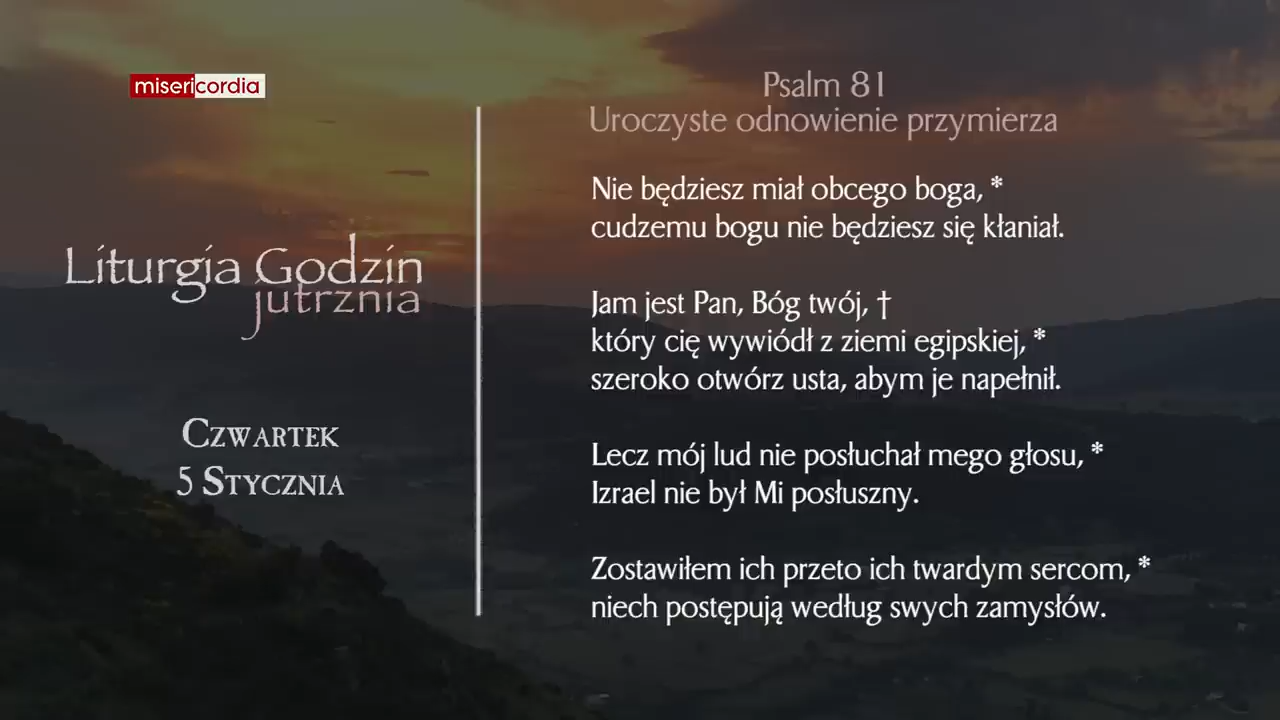 misericordia
Liturgia Godzin
jutrznia
Czwartek
5 Stycznia
Psalm 81
Uroczyste odnowienie przymierza
Nie będziesz miał obcego boga, *
cudzemu bogu nie będziesz się kłaniał.
Jam jest Pan, Bóg twój, †
który cię wywiódł z ziemi egipskiej, *
szeroko otwórz usta, abym je napełnił.
Lecz mój lud nie posłuchał mego głosu, *
Izrael nie był Mi posłuszny.
Zostawiłem ich przeto ich twardym sercom, *
niech postępują według swych zamysłów.